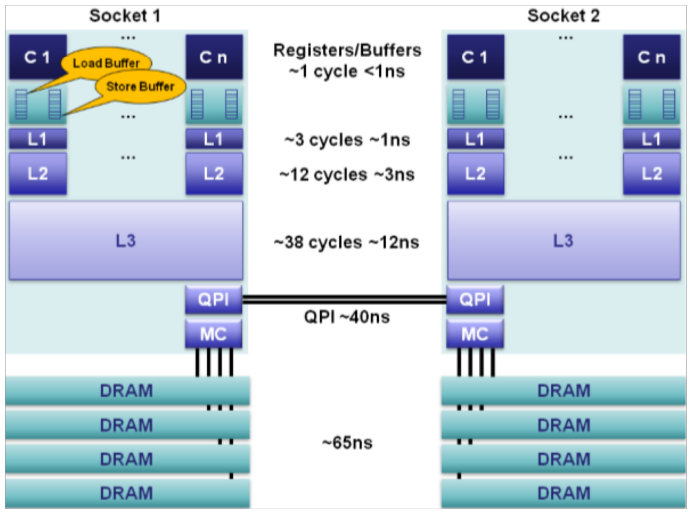 Socket 1
Socket 2
...
...
C 1
C n
Load Buffer
Store Buffer
Registers/Buffers
~1 cycle <1ns
C 1
C n
...
...
L1
L1
~3 cycles ~1ns
L1
L1
...
...
L2
L2
~12 cycles ~3ns
L2
L2
L3
~38 cycles ~12ns
L3
QPI
QPI
QPI ~40ns
MC
MC
DRAM
DRAM
DRAM
DRAM
~65ns
DRAM
DRAM
DRAM
DRAM